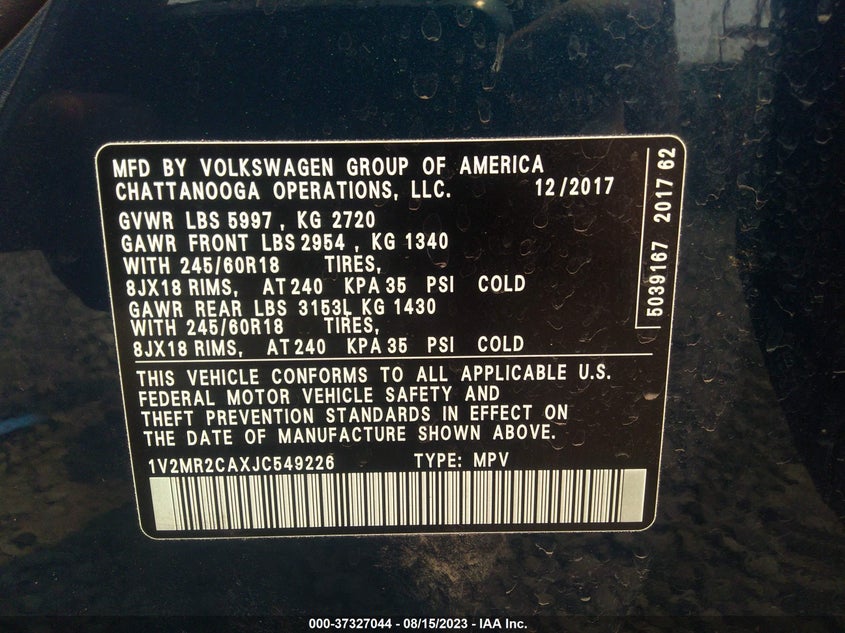 MFD BY VOLKSWAGEN GROUP OF AMERICA
CHATTANOOGA OPERATIONS, LLC. 12/2017
GVWR LBS 5997 , KG 2720
GAWR FRONT LBS 2954 , KG 1340
WITH 245/60R18 TIRES,
8JX18 RIMS, AT 240 KPA 35 PSI COLD
GAWR REAR LBS 3153, KG 1430
WITH 245/60R18 TIRES,
8JX18 RIMS, AT 240 KPA 35 PSI COLD
THIS VEHICLE CONFORMS TO ALL APPLICABLE U.S.
FEDERAL MOTOR VEHICLE SAFETY AND
THEFT PREVENTION STANDARDS IN EFFECT ON
THE DATE OF MANUFACTURE SHOWN ABOVE.
1V2MR2CAXJC549226 TYPE: MPV
5039167 2017 62
000-37327044 - 08/15/2023 - IAA Inc.